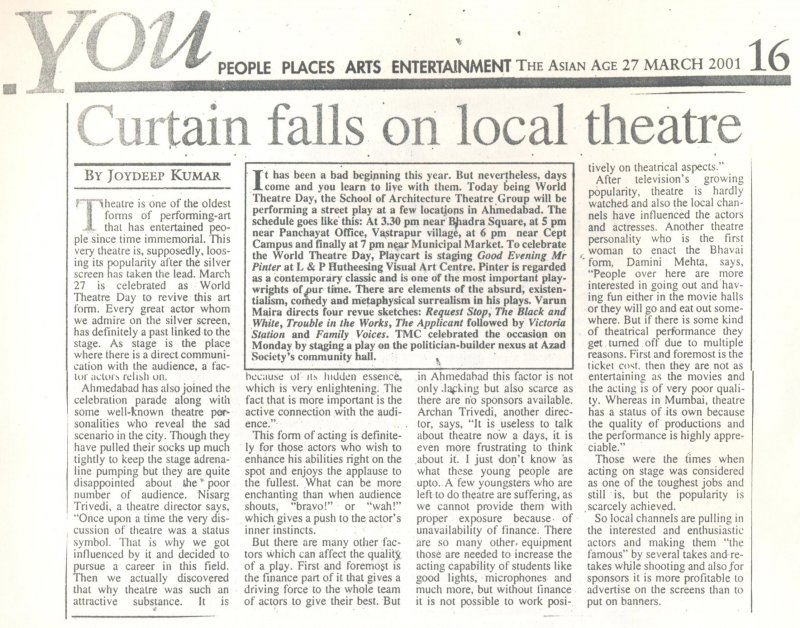 You
PEOPLE PLACES ARTS ENTERTAINMENT THE ASIAN AGE 27 MARCH 2001 16
Curtain falls on local theatre
BY JOYDEEP KUMAR
Theatre is one of the oldest
forms of performing-art
that has entertained peo-
ple since time immemorial. This
very theatre is, supposedly, loos-
ing its popularity after the silver
screen has taken the lead. March
27 is celebrated as World
Theatre Day to revive this art
form. Every great actor whom
we admire on the silver screen,
has definitely a past linked to the
stage. As stage is the place
where there is a direct communi-
cation with the audience, a fac-
tor actors relish on.
Ahmedabad has also joined the
celebration parade along with
some well-known theatre per-
sonalities who reveal the sad
scenario in the city. Though they
have pulled their socks up much
tightly to keep the stage adrena-
line pumping but they are quite
disappointed about the poor
number of audience. Nisarg
Trivedi, a theatre director says,
"Once upon a time the very dis-
cussion of theatre was a status
symbol. That is why we got
influenced by it and decided to
pursue a career in this field.
Then we actually discovered
that why theatre was such an
attractive substance. It is
It has been a bad beginning this year. But nevertheless, days
come and you learn to live with them. Today being World
Theatre Day, the School of Architecture Theatre Group will be
performing a street play at a few locations in Ahmedabad. The
schedule goes like this: At 3.30 pm near Bhadra Square, at 5 pm
near Panchayat Office, Vastrapur village, at 6 pm near Cept
Campus and finally at 7 pm near Municipal Market. To celebrate
the World Theatre Day, Playcart is staging Good Evening Mr
Pinter at L & P Hutheesing Visual Art Centre. Pinter is regarded
as a contemporary classic and is one of the most important play-
wrights of our time. There are elements of the absurd, existen-
tialism, comedy and metaphysical surrealism in his plays. Varun
Maira directs four revue sketches: Request Stop, The Black and
White, Trouble in the Works, The Applicant followed by Victoria
Station and Family Voices. TMC celebrated the occasion on
Monday by staging a play on the politician-builder nexus at Azad
Society's community hall.
because of its hidden essence,
which is very enlightening. The
fact that is more important is the
active connection with the audi-
ence."
This form of acting is definite-
ly for those actors who wish to
enhance his abilities right on the
spot and enjoys the applause to
the fullest. What can be more
enchanting than when audience
shouts, "bravo!" or "wah!"
which gives a push to the actor's
inner instincts.
But there are many other fac-
tors which can affect the quality
of a play. First and foremost is
the finance part of it that gives a
driving force to the whole team
of actors to give their best. But
in Ahmedabad this factor is not
only lacking but also scarce as
there are no sponsors available.
Archan Trivedi, another direc-
tor, says, "It is useless to talk
about theatre now a days, it is
even more frustrating to think
about it. I just don't know as
what these young people are
upto. A few youngsters who are
left to do theatre are suffering, as
we cannot provide them with
proper exposure because of
unavailability of finance. There
are so many other equipment
those are needed to increase the
acting capability of students like
good lights, microphones and
much more, but without finance
it is not possible to work posi-
tively on theatrical aspects."
After television's growing
popularity, theatre is hardly
watched and also the local chan-
nels have influenced the actors
and actresses. Another theatre
personality who is the first
woman to enact the Bhavai
form, Damini Mehta, says,
"People over here are more
interested in going out and hav-
ing fun either in the movie halls
or they will go and eat out some-
where. But if there is some kind
of theatrical performance they
get turned off due to multiple
reasons. First and foremost is the
ticket cost. then they are not as
entertaining as the movies and
the acting is of very poor quali-
ty. Whereas in Mumbai, theatre
has a status of its own because
the quality of productions and
the performance is highly appre-
ciable."
Those were the times when
acting on stage was considered
as one of the toughest jobs and
still is, but the popularity is
scarcely achieved.
So local channels are pulling in
the interested and enthusiastic
actors and making them "the
famous" by several takes and re-
takes while shooting and also for
sponsors it is more profitable to
advertise on the screens than to
put on banners.